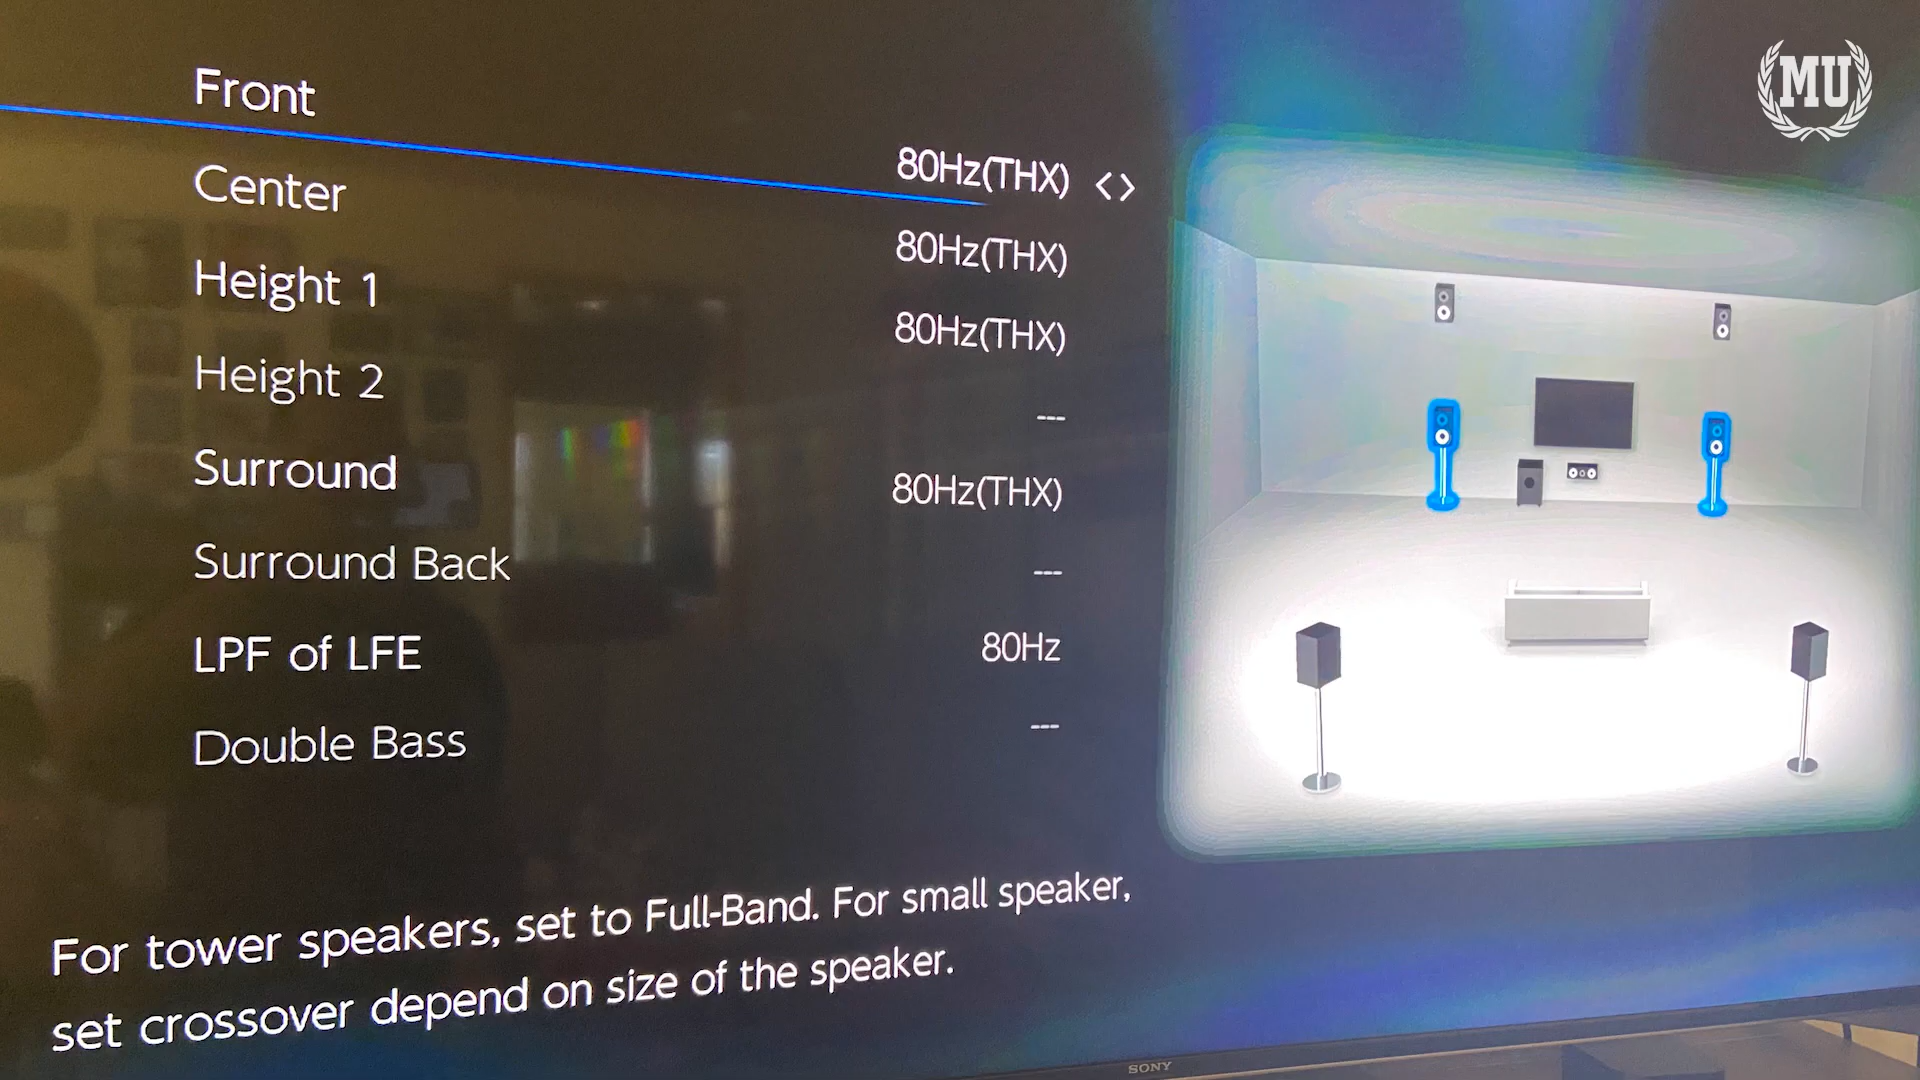 MU
Front 80Hz(THX) <>
Center 80Hz(THX)
Height 1 80Hz(THX)
Height 2 ---
Surround 80Hz(THX)
Surround Back ---
LPF of LFE 80Hz
Double Bass ---
For tower speakers, set to Full-Band. For small speaker,
set crossover depend on size of the speaker.
SONY